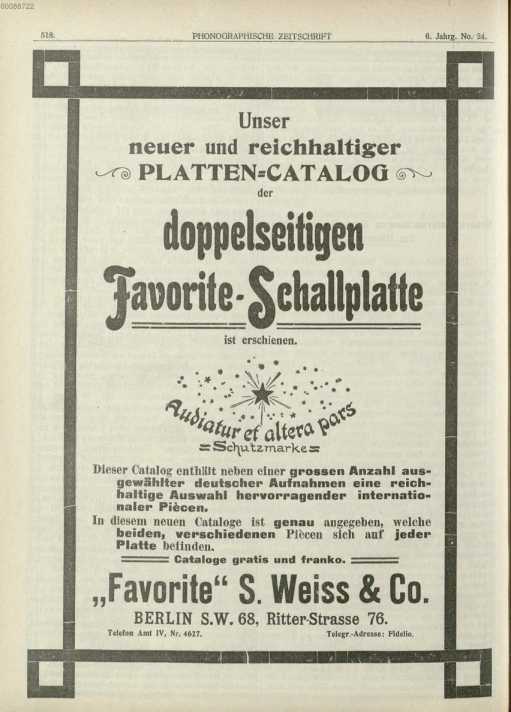 00088722
518.
PHONOGRAPHISCHE ZEITSCHRIFT
6. Jahrg. No. 24.
Unser
neuer und reichhaltiger
PLATTEN=CATALOG
der
doppelseitigen
Favorite-Schallplatte
ist erschienen.
Audiatur et altera pars
=Schutzmarke=
Dieser Catalog enthält neben einer grossen Anzahl aus-
gewählter deutscher Aufnahmen eine reich-
haltige Auswahl hervorragender internatio-
naler Piècen.
In diesem neuen Cataloge ist genau angegeben, welche
beiden, verschiedenen Piècen sich auf jeder
Platte befinden.
Cataloge gratis und franko.
„Favorite“ S. Weiss & Co.
BERLIN S.W. 68, Ritter-Strasse 76.
Telefon Amt IV, Nr. 4627.
Telegr.-Adresse: Fidelio.